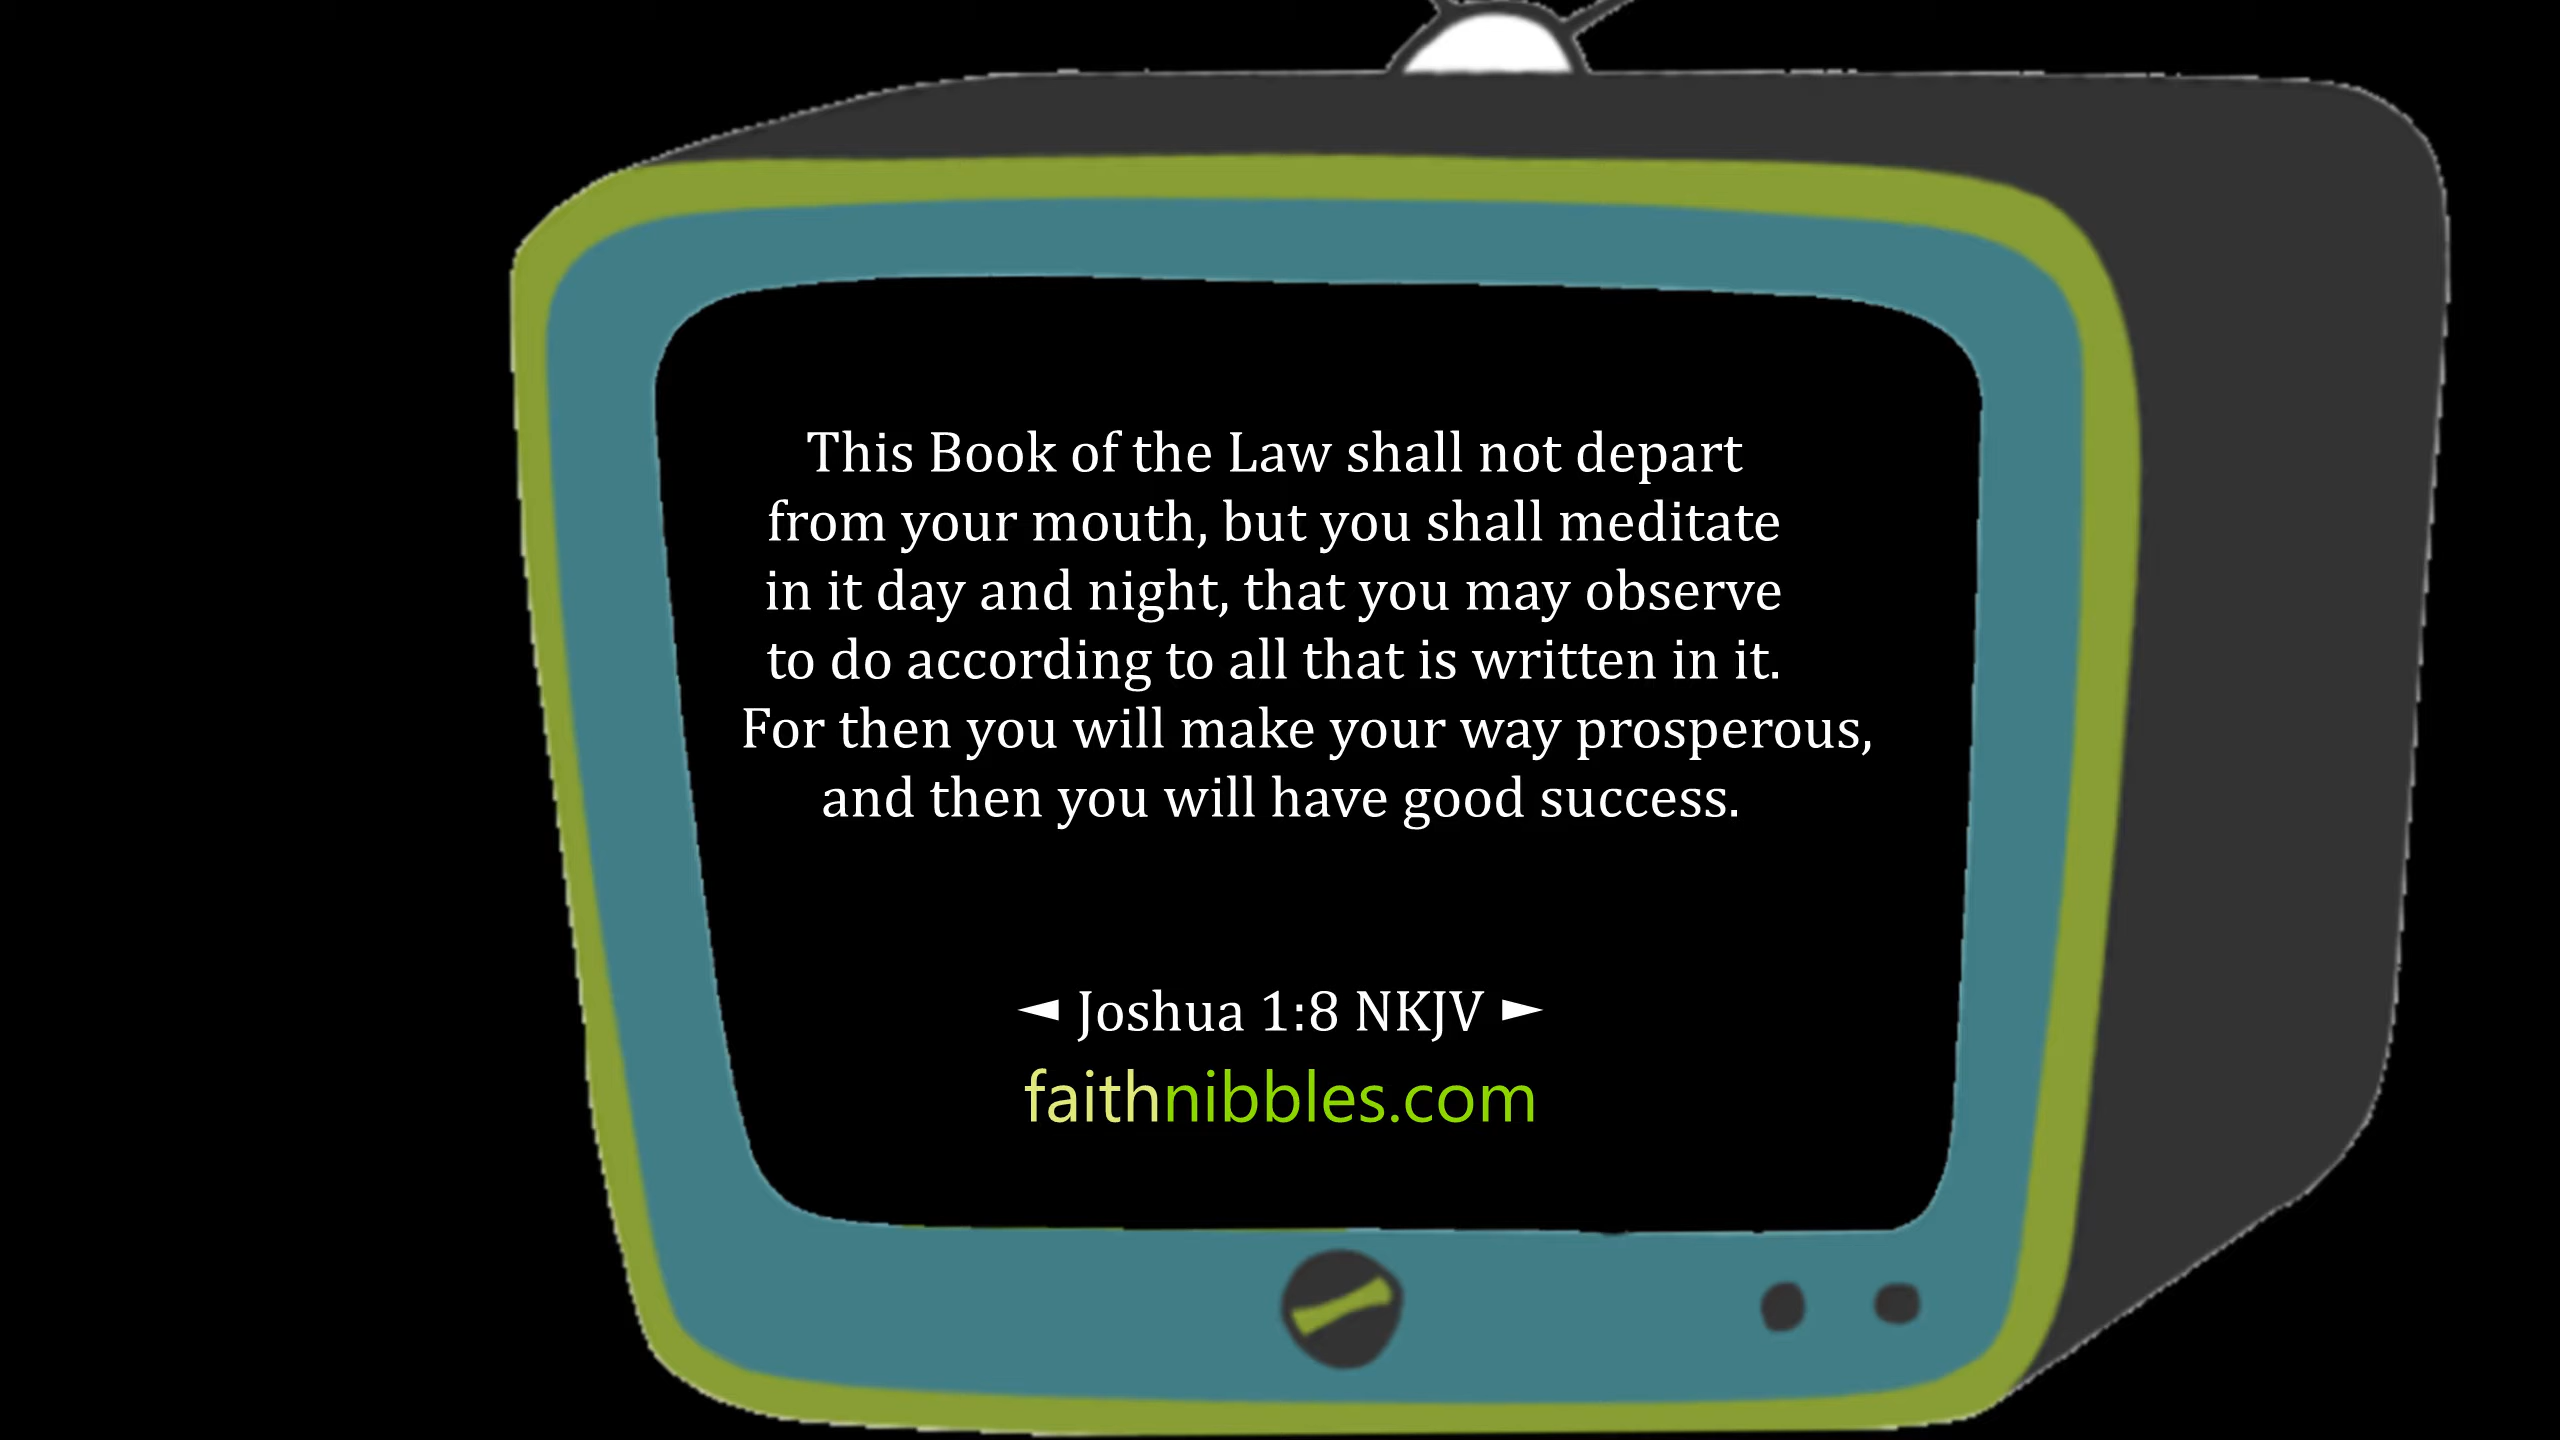 This Book of the Law shall not depart
from your mouth, but you shall meditate
in it day and night, that you may observe
to do according to all that is written in it.
For then you will make your way prosperous,
and then you will have good success.
◄ Joshua 1:8 NKJV ►
faithnibbles.com